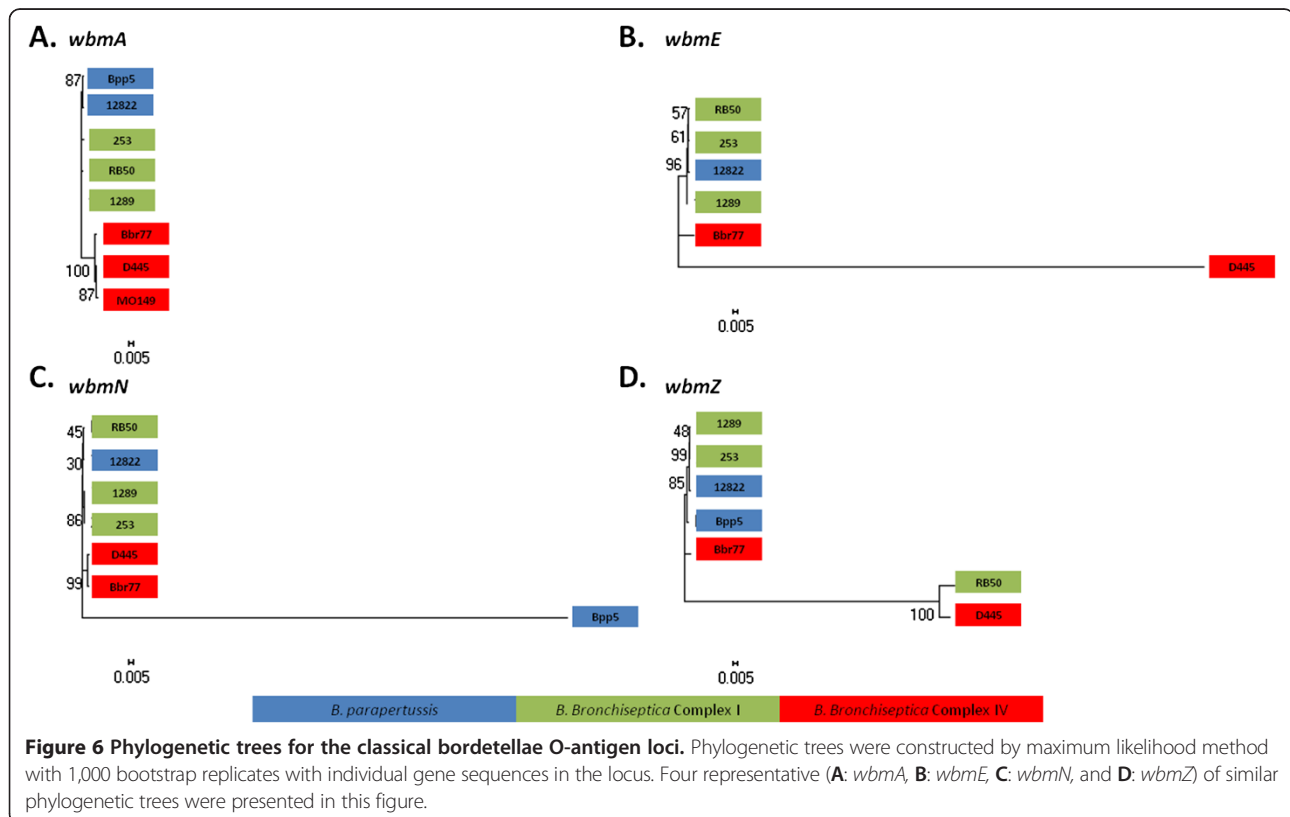 A. wbmA
87
Bpp5
12822
253
RB50
1289
Bbr77
100
D445
87
MO149
0.005
B. wbmE
57
RB50
61
253
96
12822
1289
Bbr77
D445
0.005
C. wbmN
45
RB50
30
12822
1289
86
253
D445
99
Bbr77
Bpp5
0.005
D. wbmZ
48
1289
99
253
85
12822
Bpp5
Bbr77
RB50
100
D445
0.005
B. parapertussis
B. Bronchiseptica Complex I
B. Bronchiseptica Complex IV
Figure 6 Phylogenetic trees for the classical bordetellae O-antigen loci. Phylogenetic trees were constructed by maximum likelihood method
with 1,000 bootstrap replicates with individual gene sequences in the locus. Four representative (A: wbmA, B: wbmE, C: wbmN, and D: wbmZ) of similar
phylogenetic trees were presented in this figure.